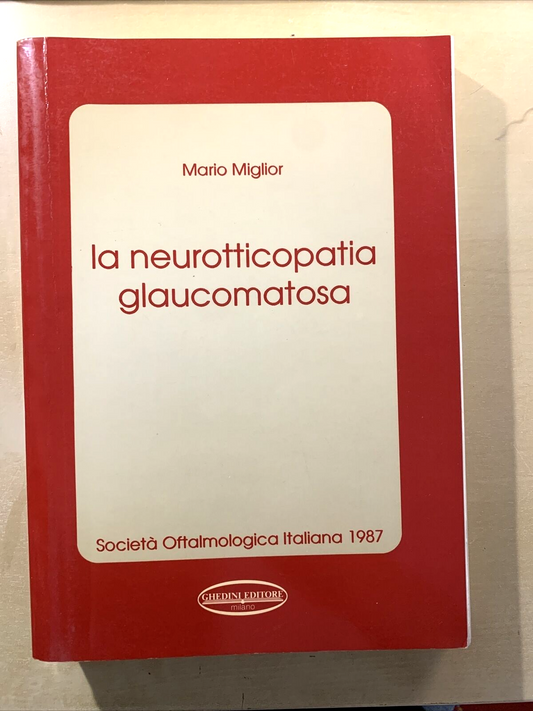 Mario Miglior
la neurotticopatia
glaucomatosa
Società Oftalmologica Italiana 1987
GHEDINI EDITORE
milano